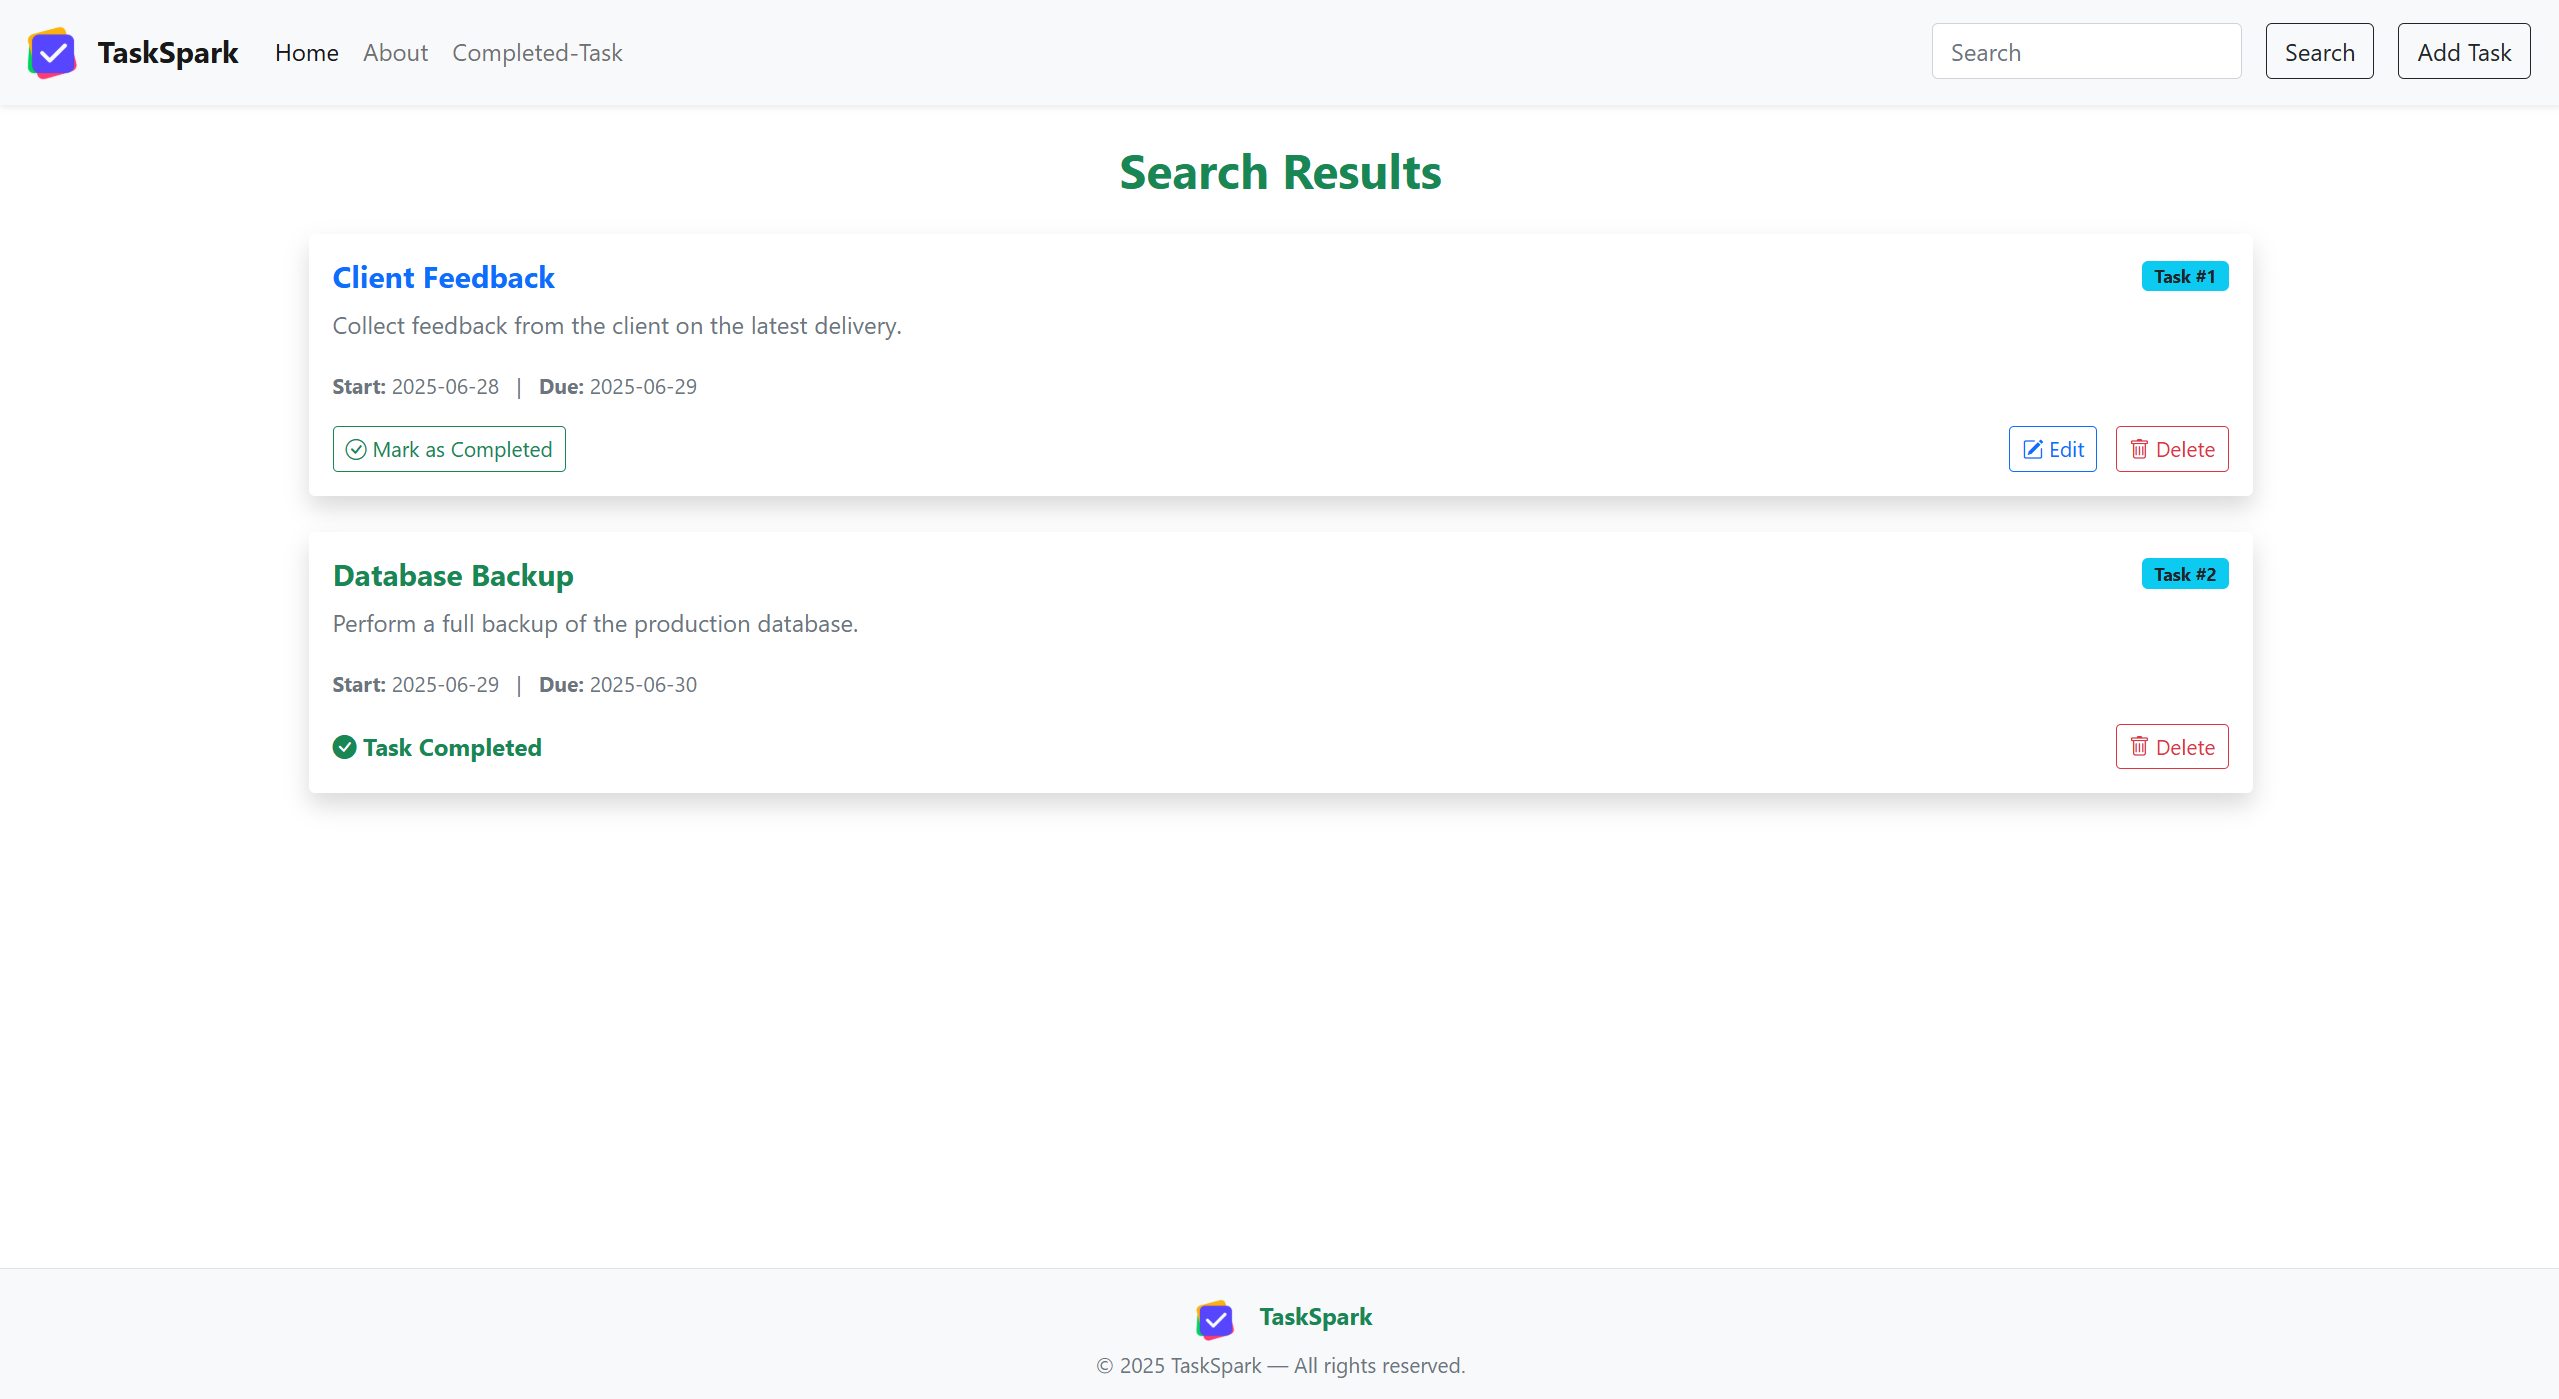 TaskSpark Home About Completed-Task Search Search Add Task
Search Results
Client Feedback Task #1
Collect feedback from the client on the latest delivery.
Start: 2025-06-28 | Due: 2025-06-29
Mark as Completed Edit Delete
Database Backup Task #2
Perform a full backup of the production database.
Start: 2025-06-29 | Due: 2025-06-30
Task Completed Delete
TaskSpark
© 2025 TaskSpark — All rights reserved.